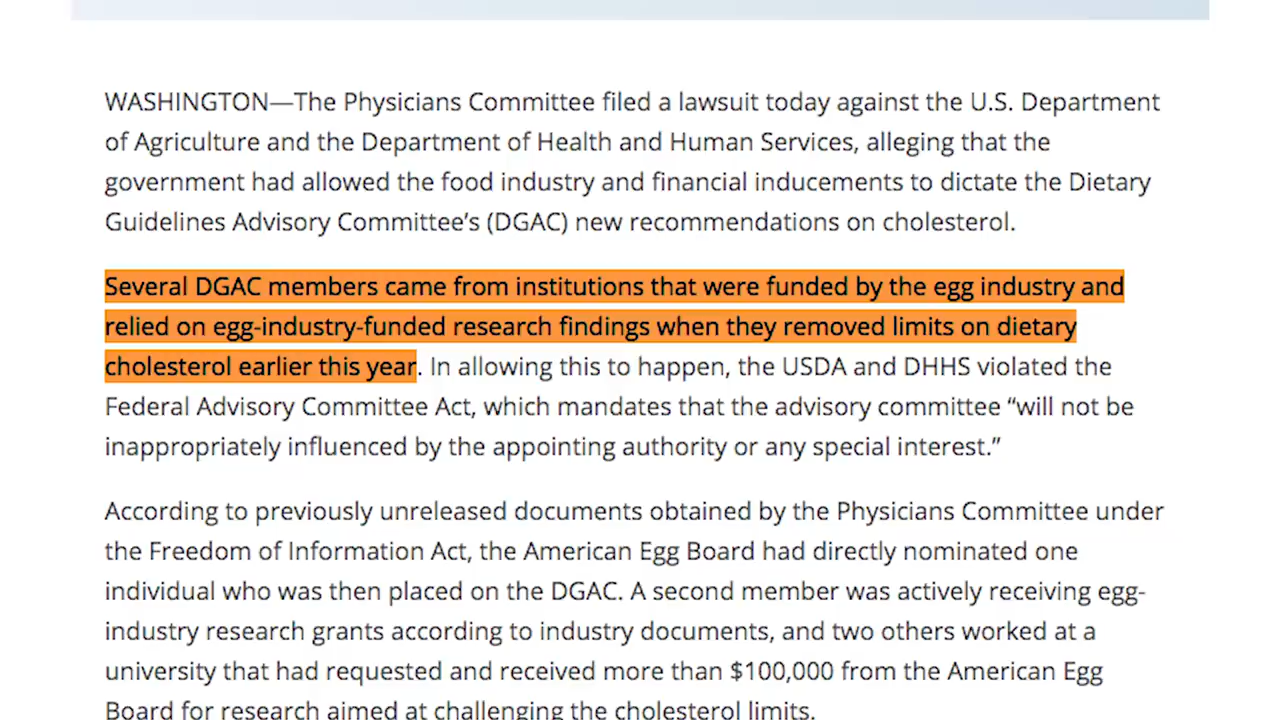 WASHINGTON—The Physicians Committee filed a lawsuit today against the U.S. Department
of Agriculture and the Department of Health and Human Services, alleging that the
government had allowed the food industry and financial inducements to dictate the Dietary
Guidelines Advisory Committee’s (DGAC) new recommendations on cholesterol.
Several DGAC members came from institutions that were funded by the egg industry and
relied on egg-industry-funded research findings when they removed limits on dietary
cholesterol earlier this year. In allowing this to happen, the USDA and DHHS violated the
Federal Advisory Committee Act, which mandates that the advisory committee “will not be
inappropriately influenced by the appointing authority or any special interest.”
According to previously unreleased documents obtained by the Physicians Committee under
the Freedom of Information Act, the American Egg Board had directly nominated one
individual who was then placed on the DGAC. A second member was actively receiving egg-
industry research grants according to industry documents, and two others worked at a
university that had requested and received more than $100,000 from the American Egg
Board for research aimed at challenging the cholesterol limits.